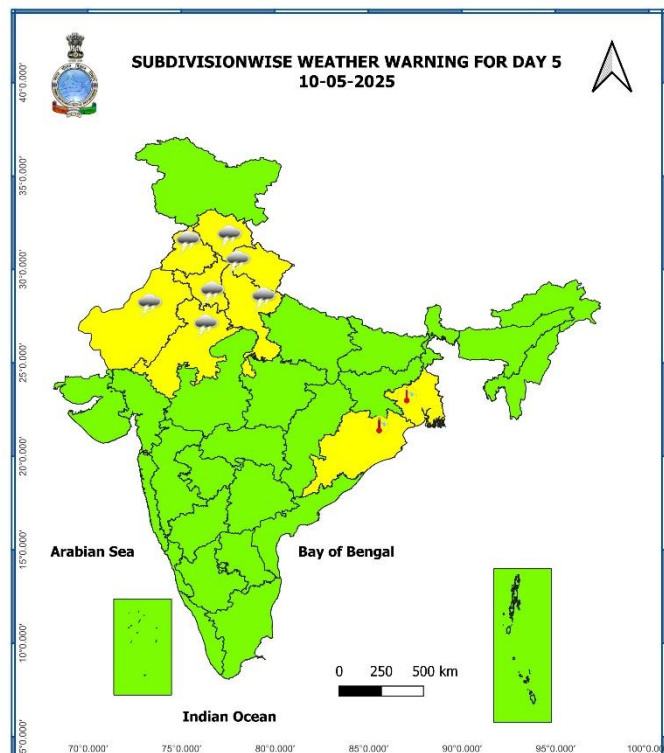 SUBDIVISIONWISE WEATHER WARNING FOR DAY 5
10-05-2025
40°0.000'
35°0.000'
30°0.000'
25°0.000'
20°0.000'
15°0.000'
10°0.000'
5°0.000'
Arabian Sea
Bay of Bengal
0 250 500 km
Indian Ocean
70°0.000' 75°0.000' 80°0.000' 85°0.000' 90°0.000' 95°0.000' 100°0.000'